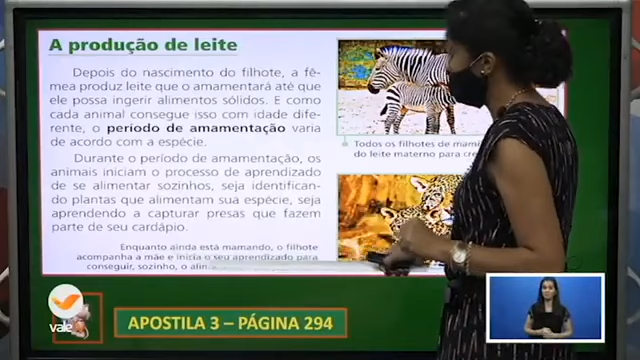 A produção de leite
Depois do nascimento do filhote, a fê-
mea produz leite que o amamentará até que
ele possa ingerir alimentos sólidos. E como
cada animal consegue isso com idade dife-
rente, o período de amamentação varia
de acordo com a espécie.
Durante o período de amamentação, os
animais iniciam o processo de aprendizado
de se alimentar sozinhos, seja identifican-
do plantas que alimentam sua espécie, seja
aprendendo a capturar presas que fazem
parte de seu cardápio.
Todos os filhotes de
do leite materno para
Enquanto ainda está mamando, o filhote
acompanha a mãe e inicia o seu aprendizado para
conseguir, sozinho, o
vale
APOSTILA 3 – PÁGINA 294